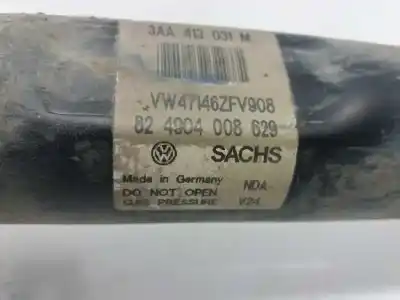 3AA 413 031 M
VW47146ZFV908
82 4904 008 629
SACHS
Made in Germany NDA
DO NOT OPEN
GAS PRESSURE V24